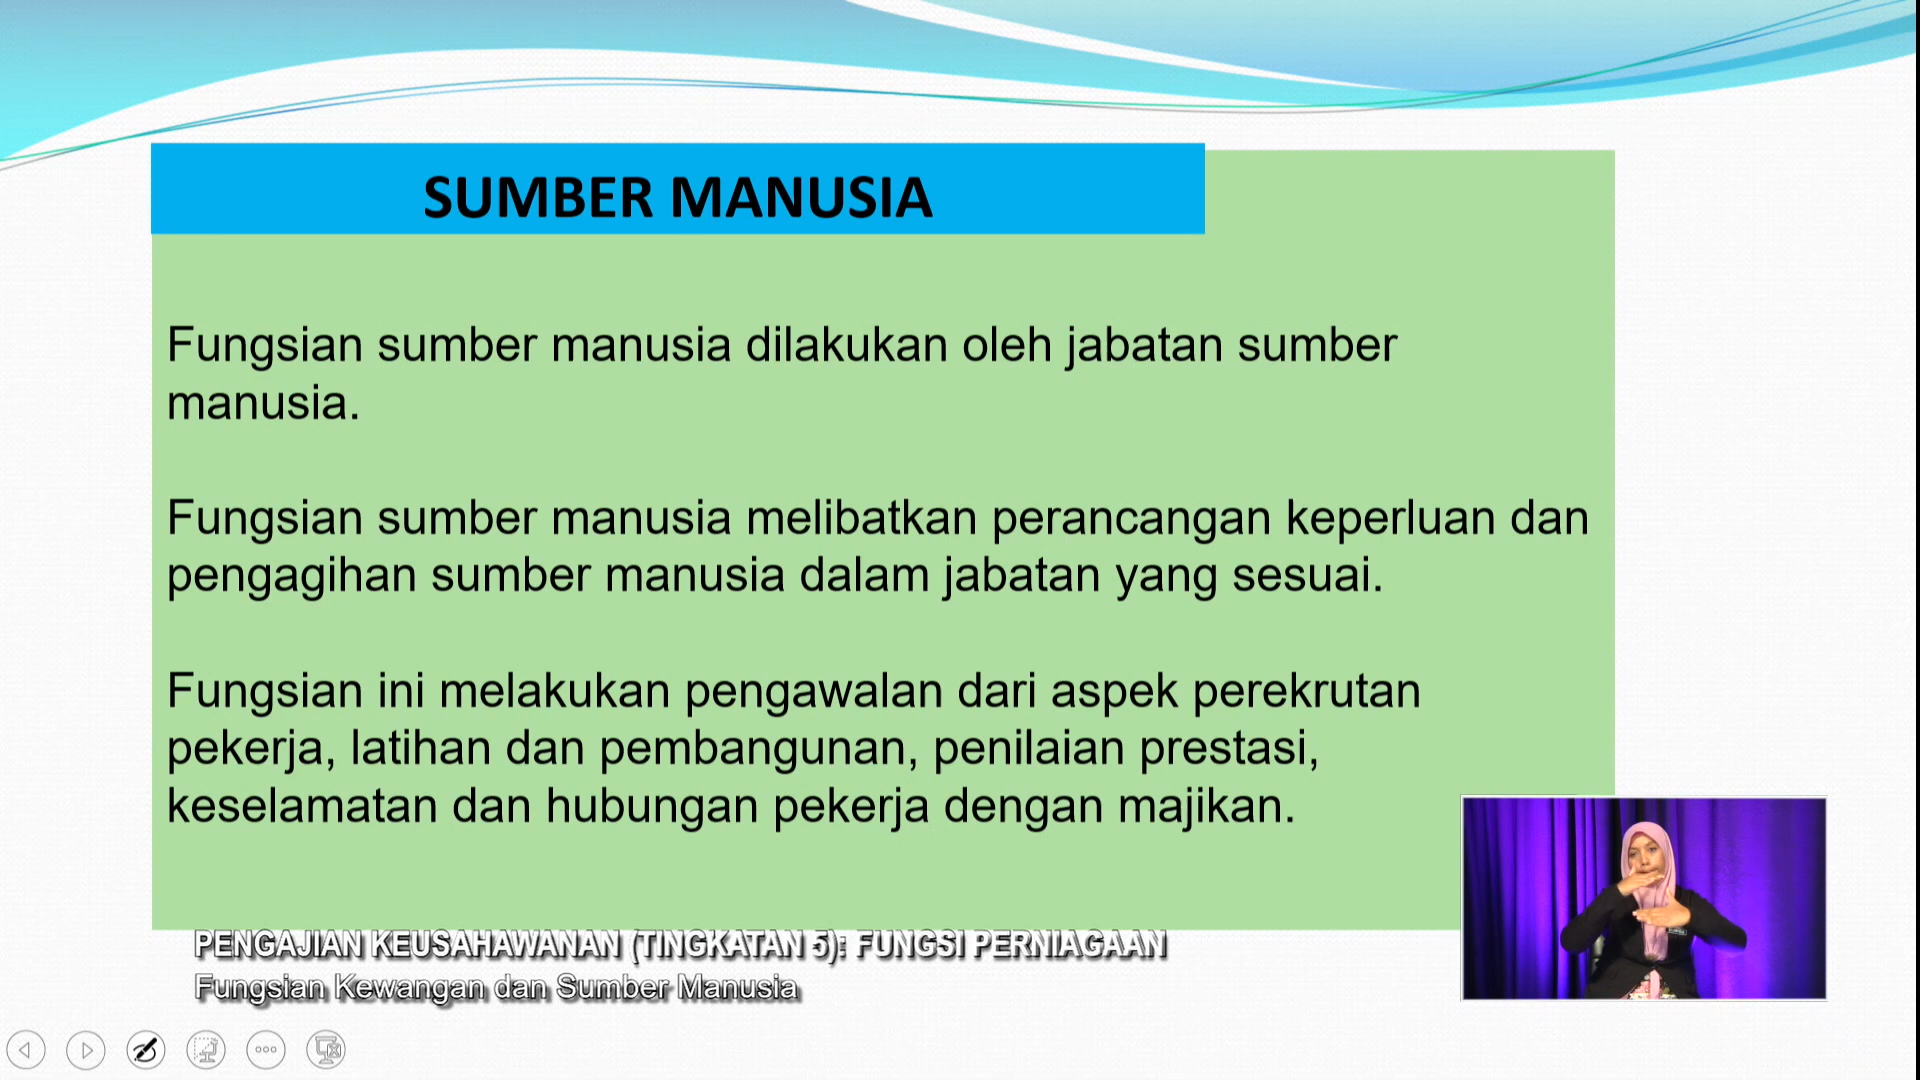 SUMBER MANUSIA
Fungsian sumber manusia dilakukan oleh jabatan sumber
manusia.
Fungsian sumber manusia melibatkan perancangan keperluan dan
pengagihan sumber manusia dalam jabatan yang sesuai.
Fungsian ini melakukan pengawalan dari aspek perekrutan
pekerja, latihan dan pembangunan, penilaian prestasi,
keselamatan dan hubungan pekerja dengan majikan.
PENGAJIAN KEUSAHAWANAN (TINGKATAN 5): FUNGSI PERNIAGAAN
Fungsian Kewangan dan Sumber Manusia